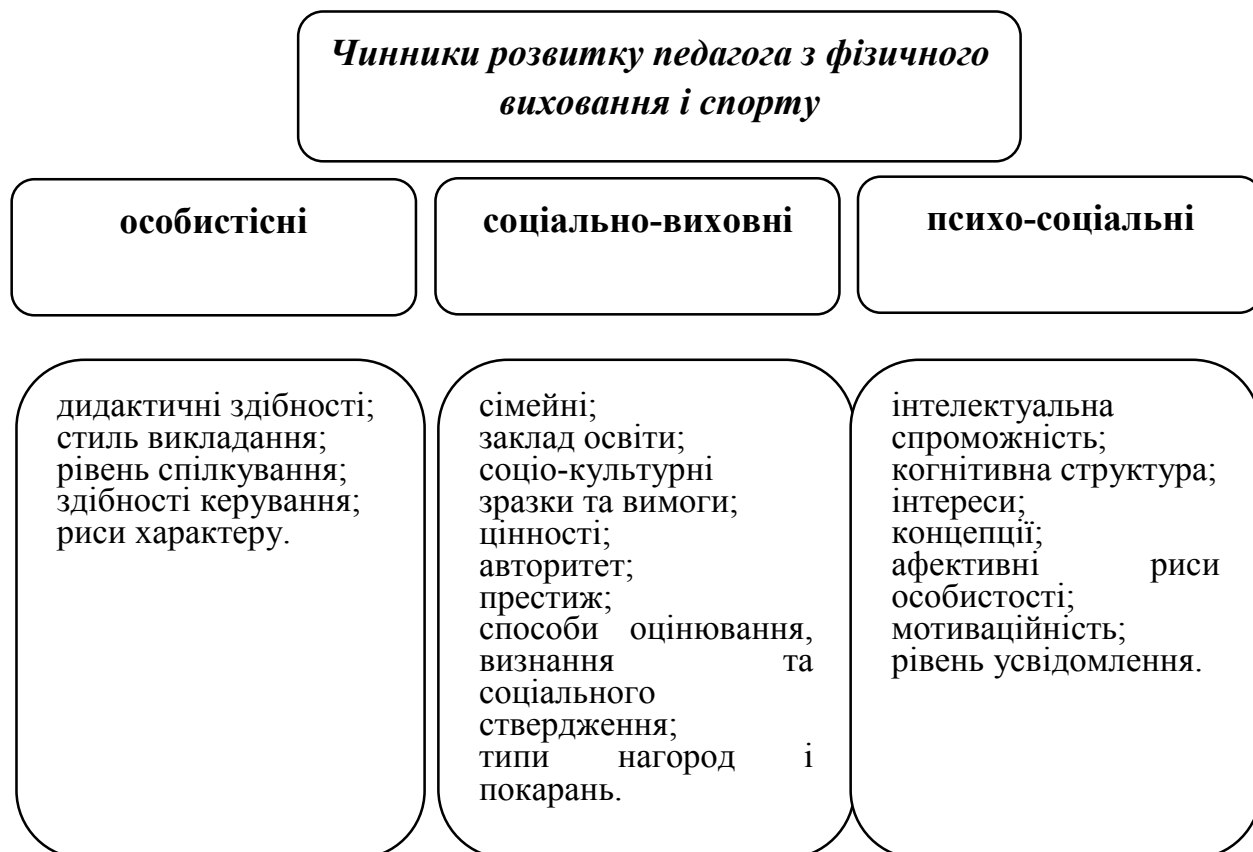 Чинники розвитку педагога з фізичного
виховання і спорту
особистісні
соціально-виховні
психо-соціальні
дидактичні здібності;
стиль викладання;
рівень спілкування;
здібності керування;
риси характеру.
сімейні;
заклад освіти;
соціо-культурні
зразки та вимоги;
цінності;
авторитет;
престиж;
способи оцінювання,
визнання та
соціального
ствердження;
типи нагород і
покарань.
інтелектуальна
спроможність;
когнітивна структура;
інтереси;
концепції;
афективні риси
особистості;
мотиваційність;
рівень усвідомлення.